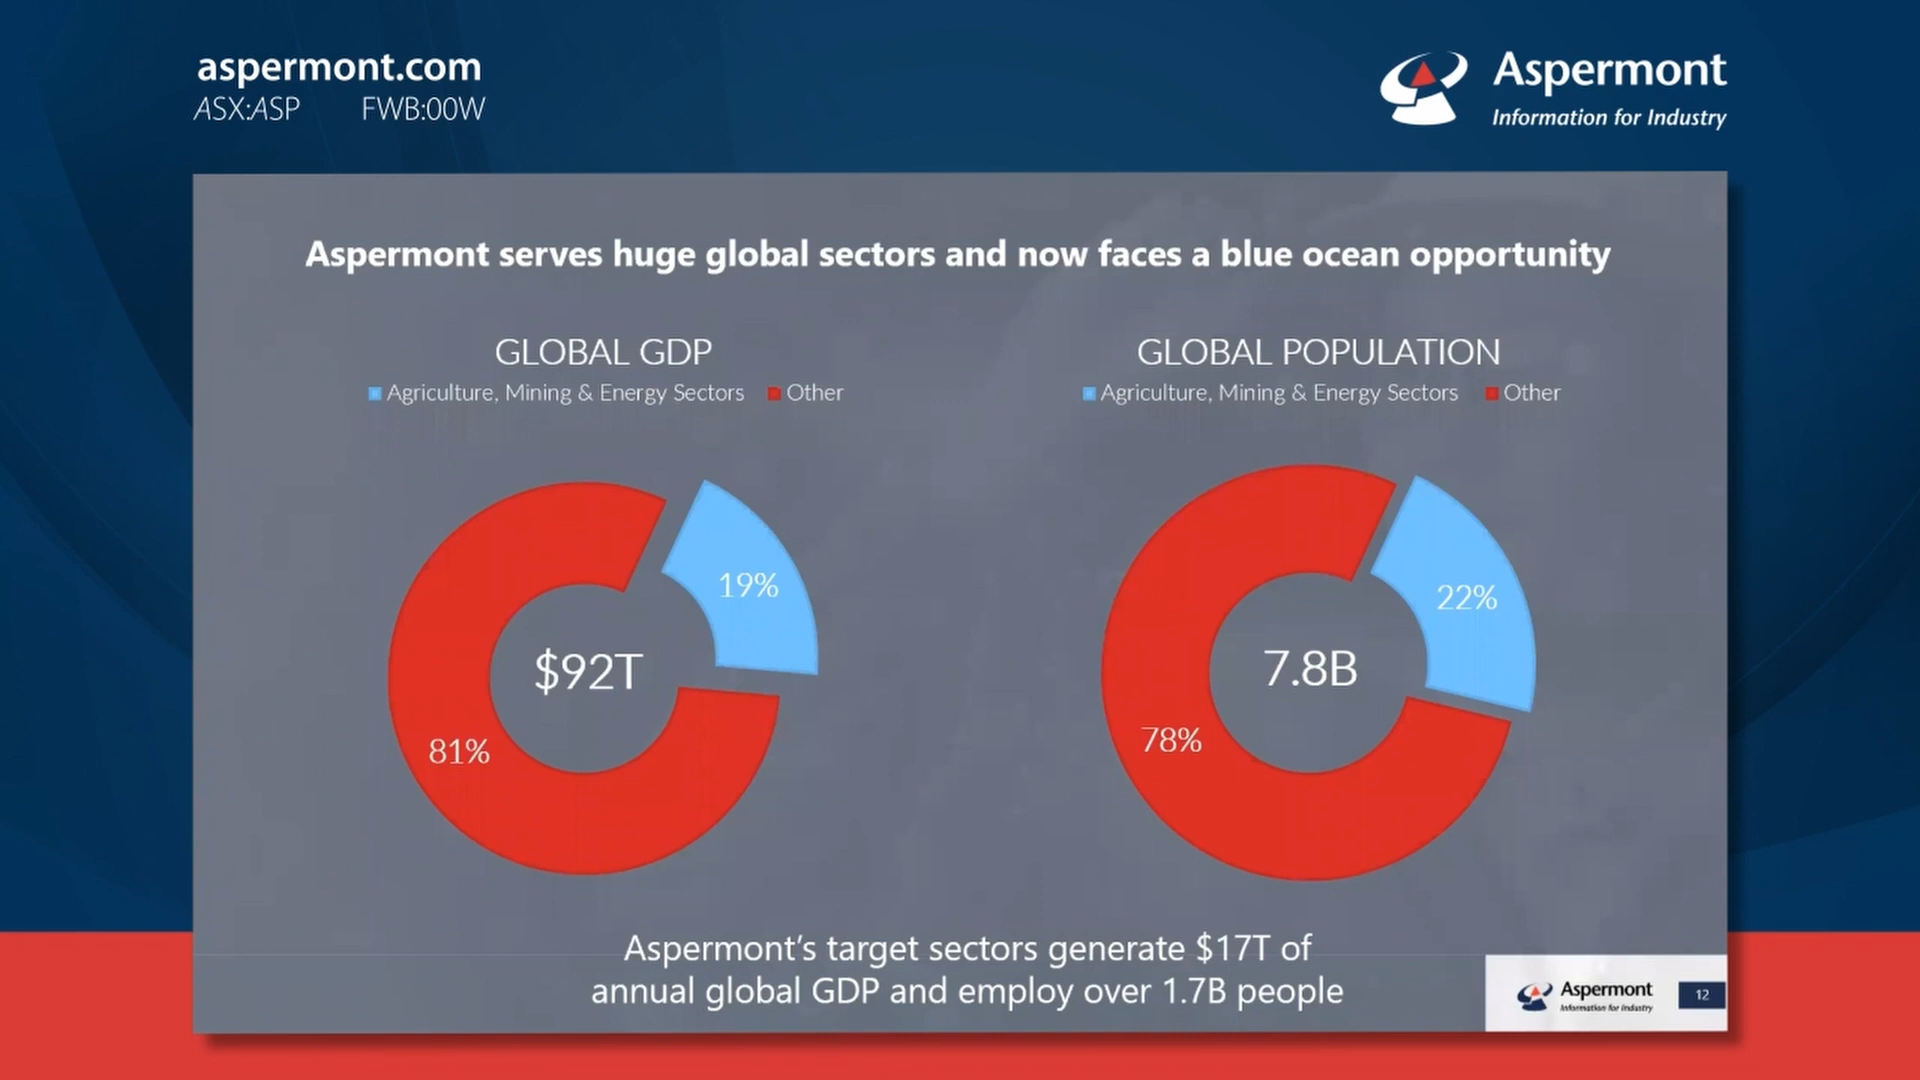 aspermont.com
ASX:ASP FWB:00W
Aspermont
Information for Industry
Aspermont serves huge global sectors and now faces a blue ocean opportunity
GLOBAL GDP
Agriculture, Mining & Energy Sectors Other
19%
$92T
81%
GLOBAL POPULATION
Agriculture, Mining & Energy Sectors Other
22%
7.8B
78%
Aspermont’s target sectors generate $17T of
annual global GDP and employ over 1.7B people
Aspermont
Information for Industry
12